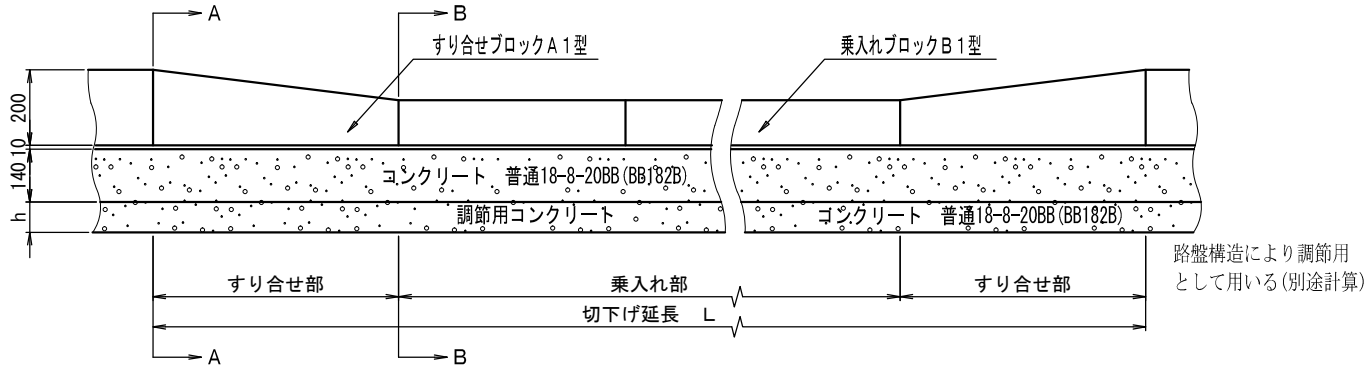 A
B
すり合せブロックA1型
乗入れブロックB1型
200
10
140
h
コンクリート 普通18-8-20BB(BB182B)
調節用コンクリート
コンクリート 普通18-8-20BB(BB182B)
路盤構造により調節用
として用いる(別途計算)
すり合せ部
乗入れ部
すり合せ部
切下げ延長 L
A
B